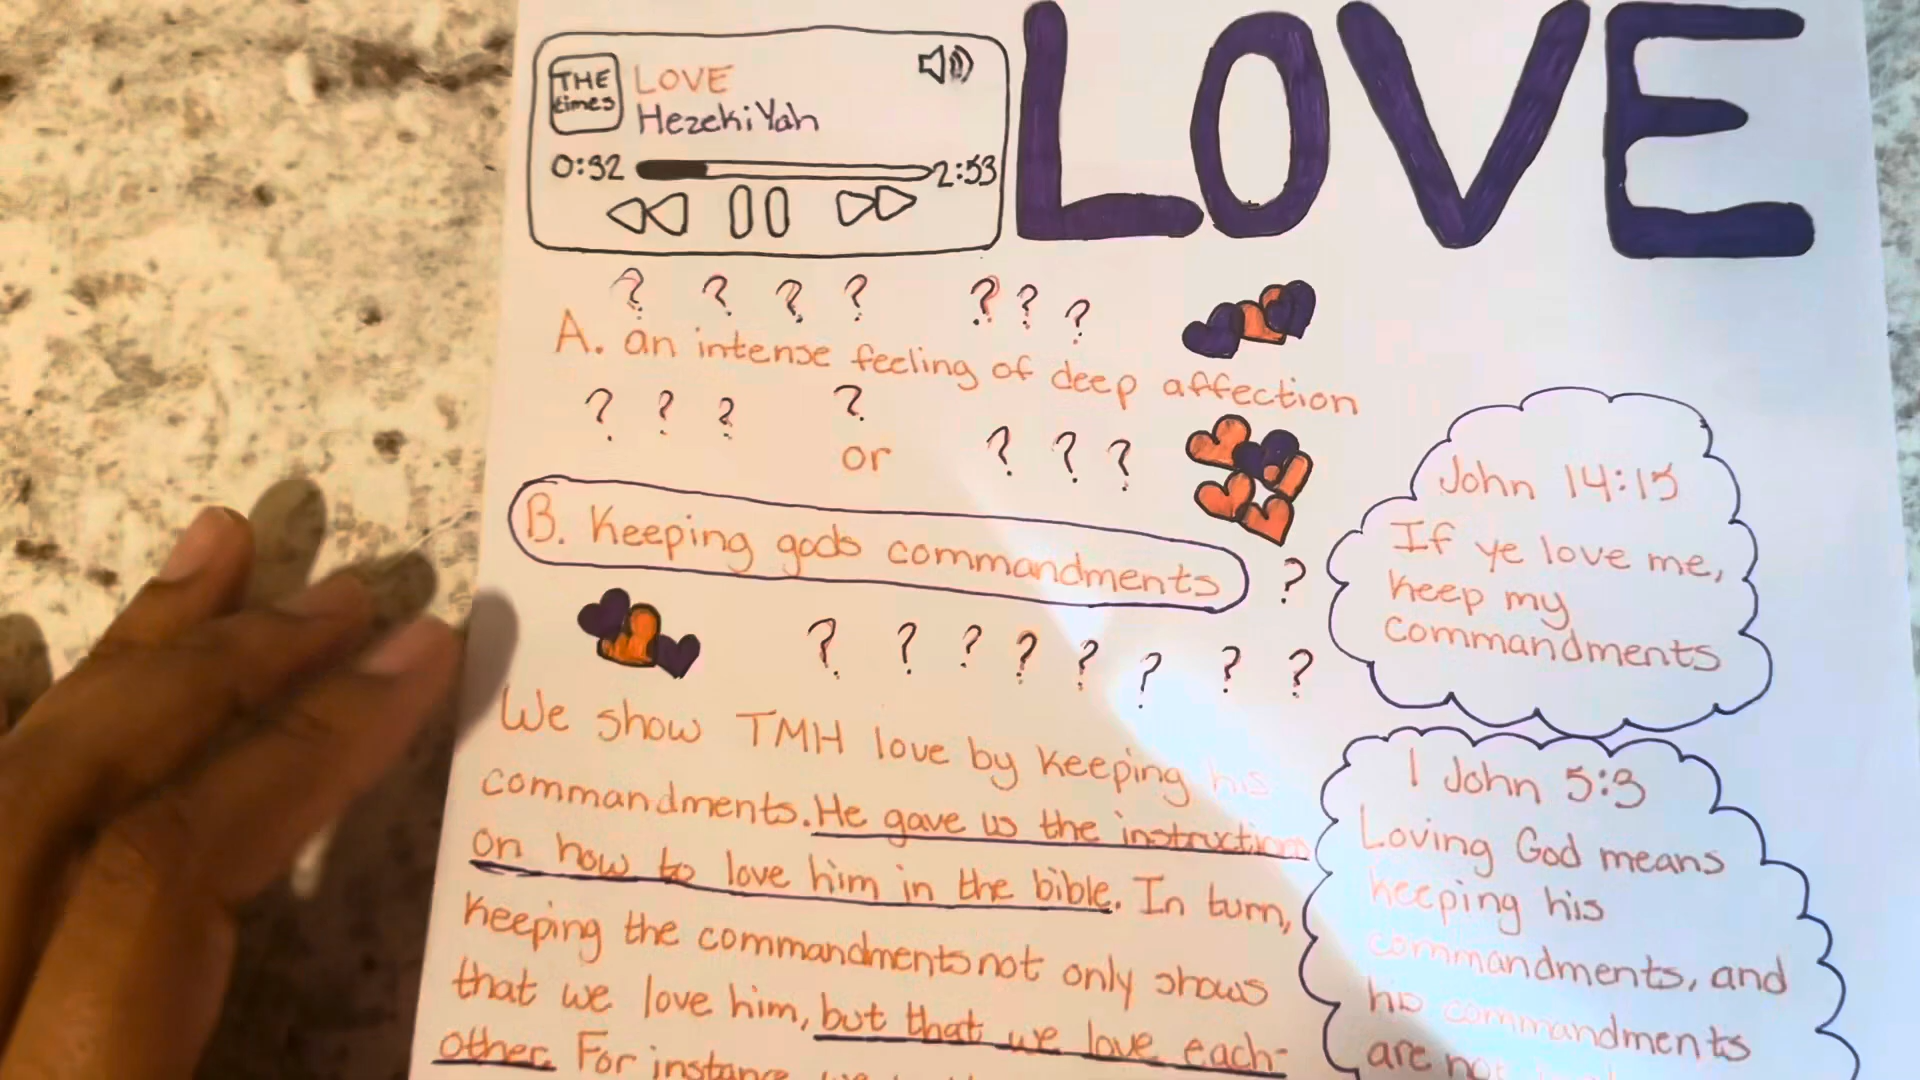 LOVE
THE
times
LOVE
HezekiYah
0:32
2:53
? ? ? ? ? ? ?
A. an intense feeling of deep affection
? ? ? ?
or
? ? ?
B. Keeping gods commandments
?
? ? ? ? ? ? ? ?
We show TMH love by keeping his
commandments. He gave us the instructions
on how to love him in the bible. In turn,
Keeping the commandments not only shows
that we love him, but that we love each-
other. For instance,
John 14:15
If ye love me,
keep my
commandments
1 John 5:3
Loving God means
keeping his
commandments, and
his commandments
are not